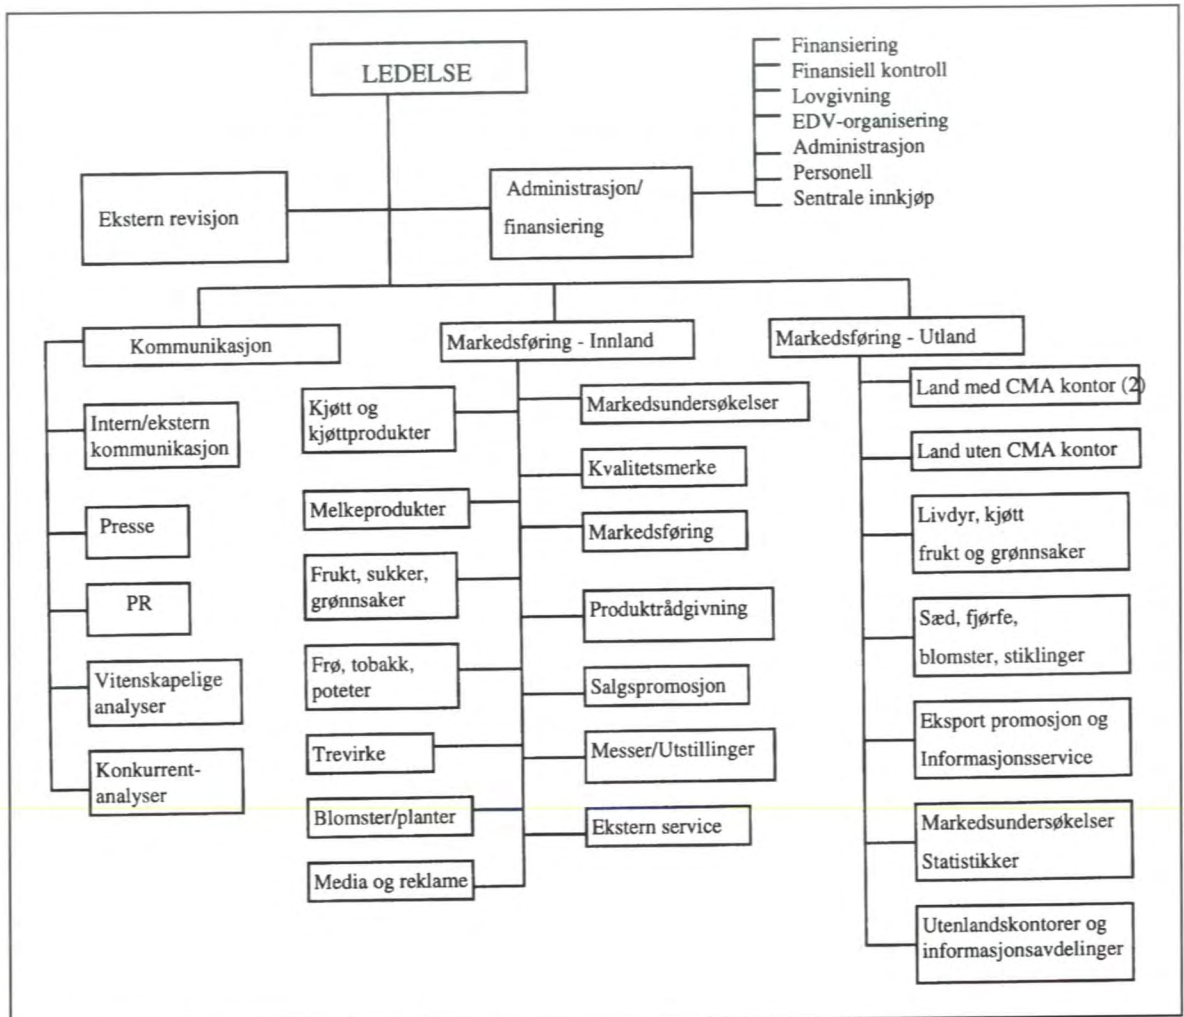 LEDELSE
Finansiering
Finansiell kontroll
Lovgivning
EDV-organisering
Administrasjon
Personell
Sentrale innkjøp
Ekstern revisjon
Administrasjon/
finansiering
Kommunikasjon
Intern/ekstern
kommunikasjon
Presse
PR
Vitenskapelige
analyser
Konkurrent-
analyser
Markedsføring - Innland
Kjøtt og
kjøttprodukter
Melkeprodukter
Frukt, sukker,
grønnsaker
Frø, tobakk,
poteter
Trevirke
Blomster/planter
Media og reklame
Markedsundersøkelser
Kvalitetsmerke
Markedsføring
Produktrådgivning
Salgspromosjon
Messer/Utstillinger
Ekstern service
Markedsføring - Utland
Land med CMA kontor (2)
Land uten CMA kontor
Livdyr, kjøtt
frukt og grønnsaker
Sæd, fjørfe,
blomster, stiklinger
Eksport promosjon og
Informasjonsservice
Markedsundersøkelser
Statistikker
Utenlandskontorer og
informasjonsavdelinger